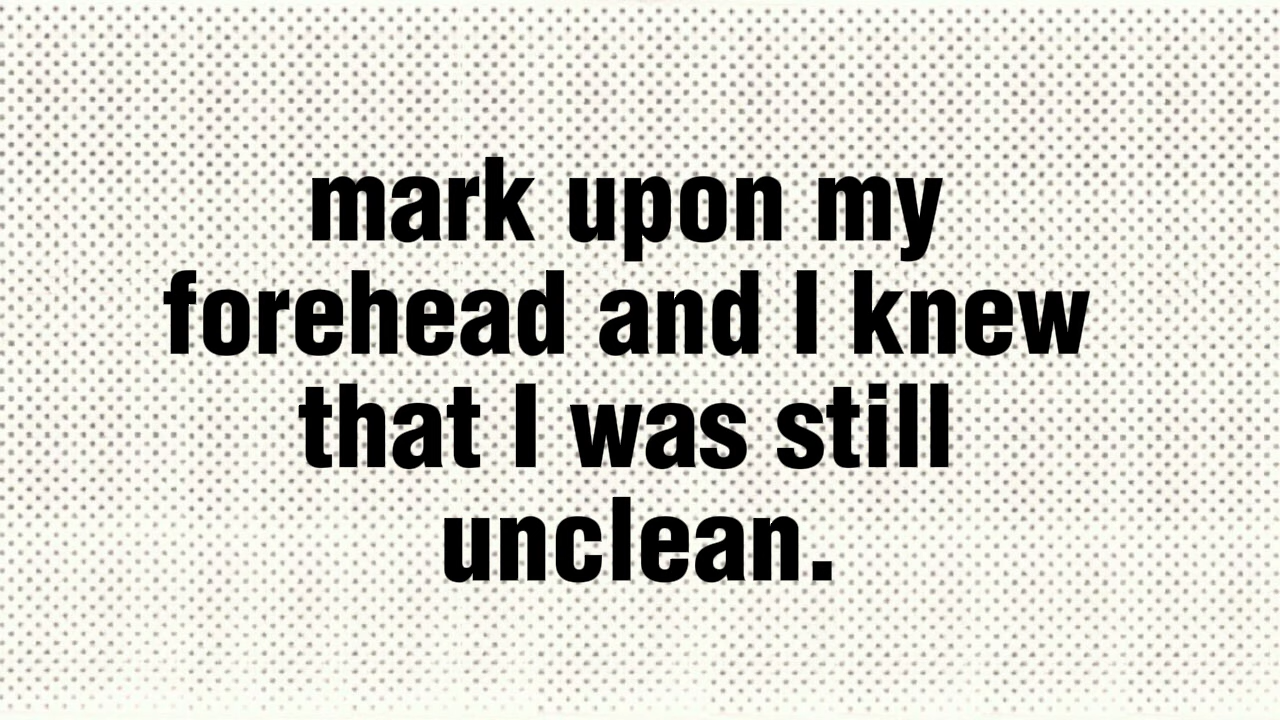 mark upon my
forehead and I knew
that I was still
unclean.